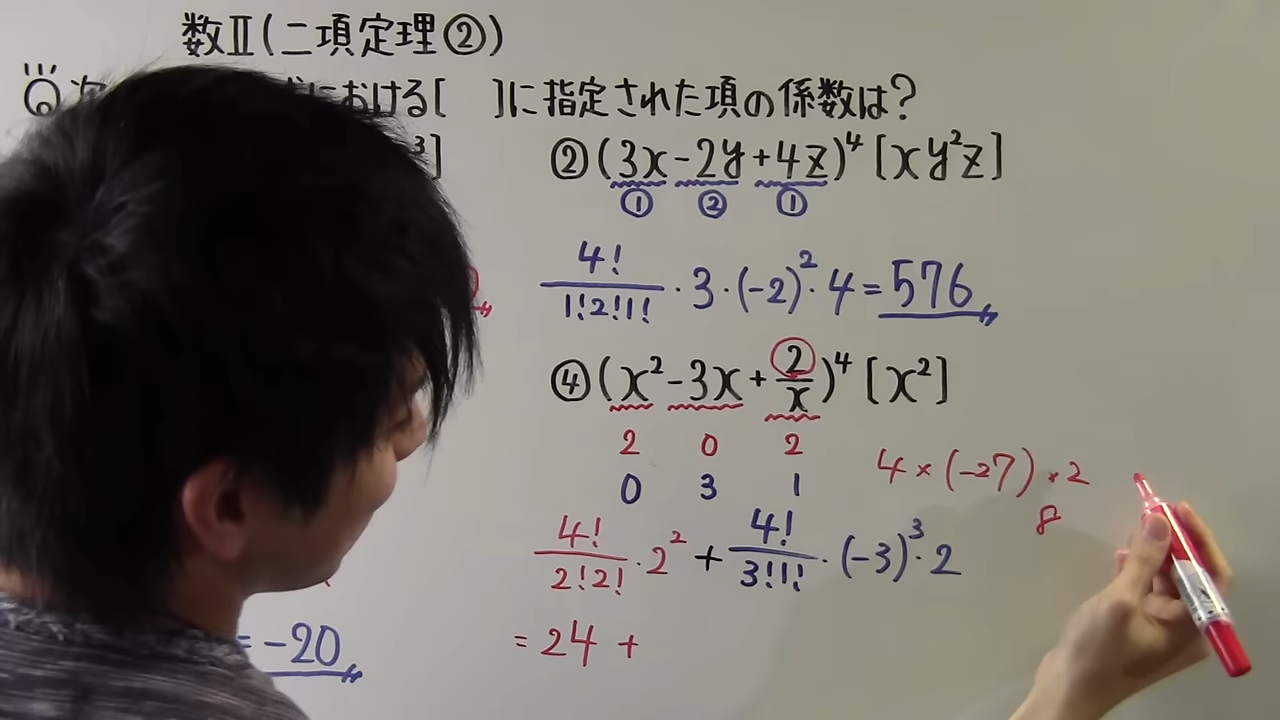 数Ⅱ(二項定理②)
Q次 における[ ]に指定された項の係数は?
³]
②(3x-2y+4z)⁴[xy²z]
① ② ①
4!/1!2!1!・3・(-2)²・4=576
④(x²-3x+2/x)⁴[x²]
2 0 2
0 3 1
4×(-27)×2
8
4!/2!2!・2²+4!/3!1!・(-3)³・2
=24+
=-20